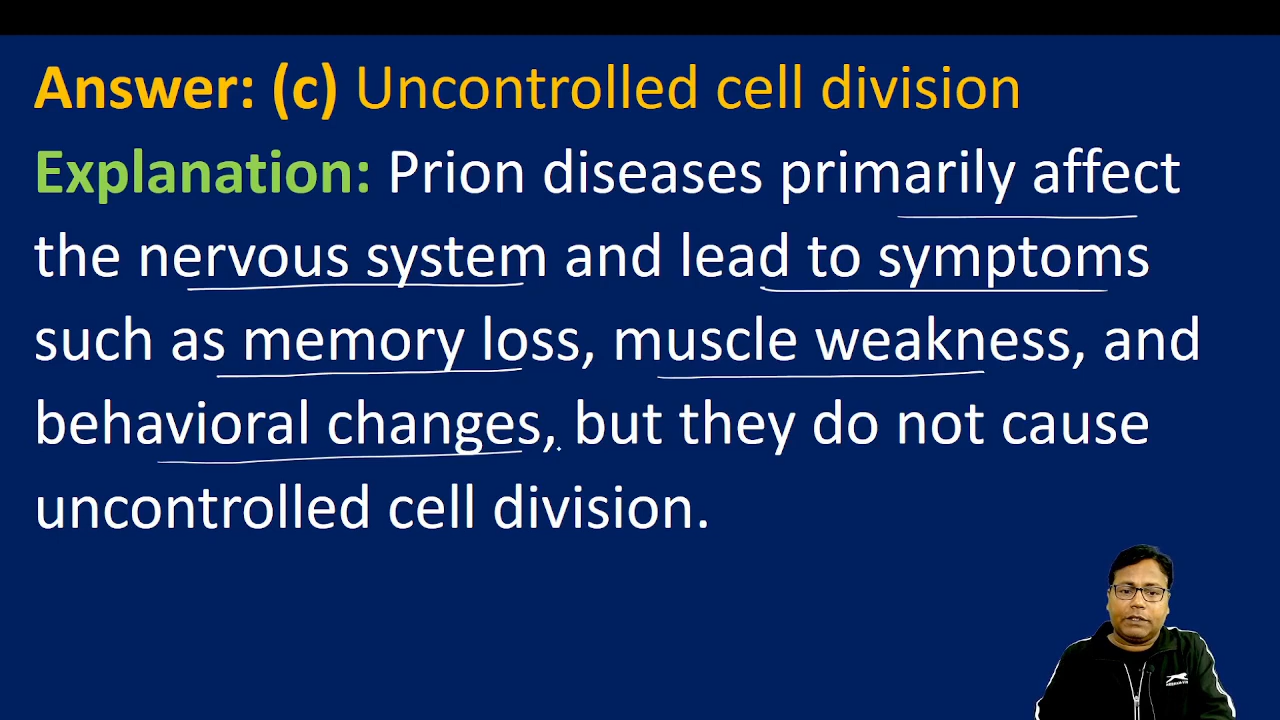 Answer: (c) Uncontrolled cell division
Explanation: Prion diseases primarily affect
the nervous system and lead to symptoms
such as memory loss, muscle weakness, and
behavioral changes, but they do not cause
uncontrolled cell division.